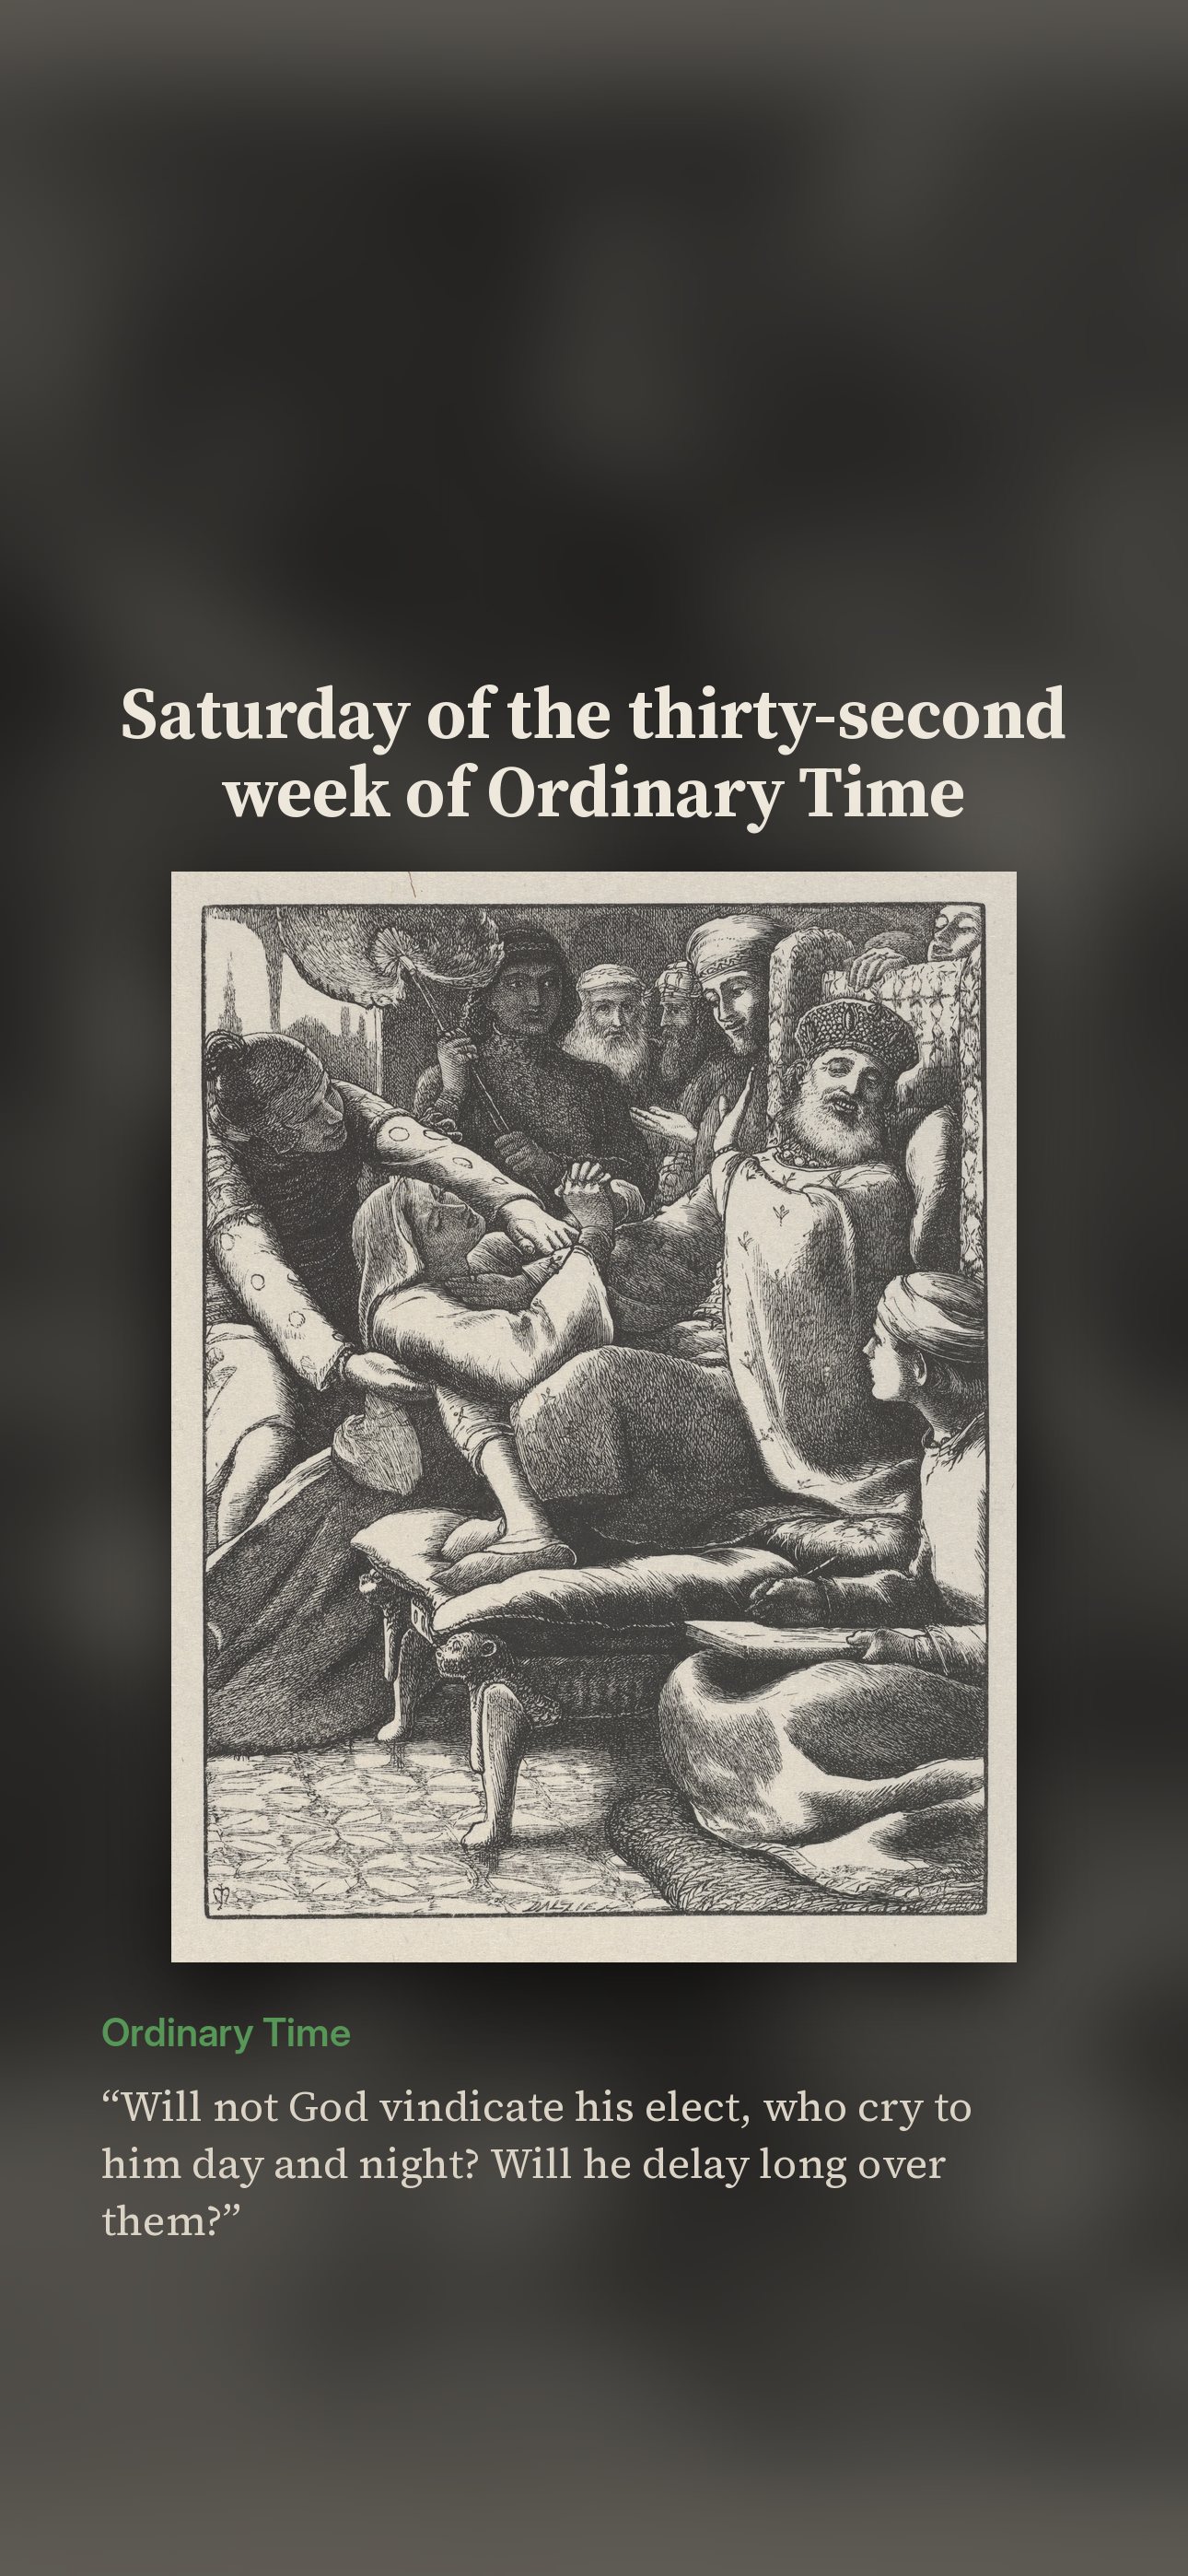 Saturday of the thirty-second
week of Ordinary Time
DALZIEL
Ordinary Time
“Will not God vindicate his elect, who cry to
him day and night? Will he delay long over
them?”